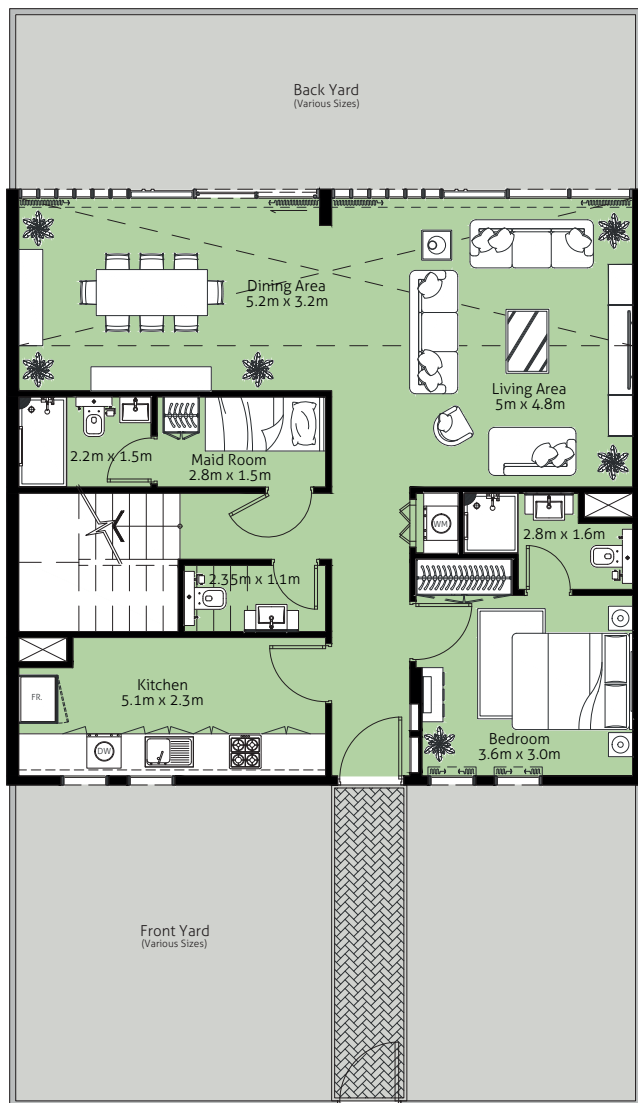 Back Yard
(Various Sizes)
Dining Area
5.2m x 3.2m
Living Area
5m x 4.8m
2.2m x 1.5m
Maid Room
2.8m x 1.5m
WM
2.8m x 1.6m
2.35m x 1.1m
Kitchen
5.1m x 2.3m
FR.
DW
Bedroom
3.6m x 3.0m
Front Yard
(Various Sizes)